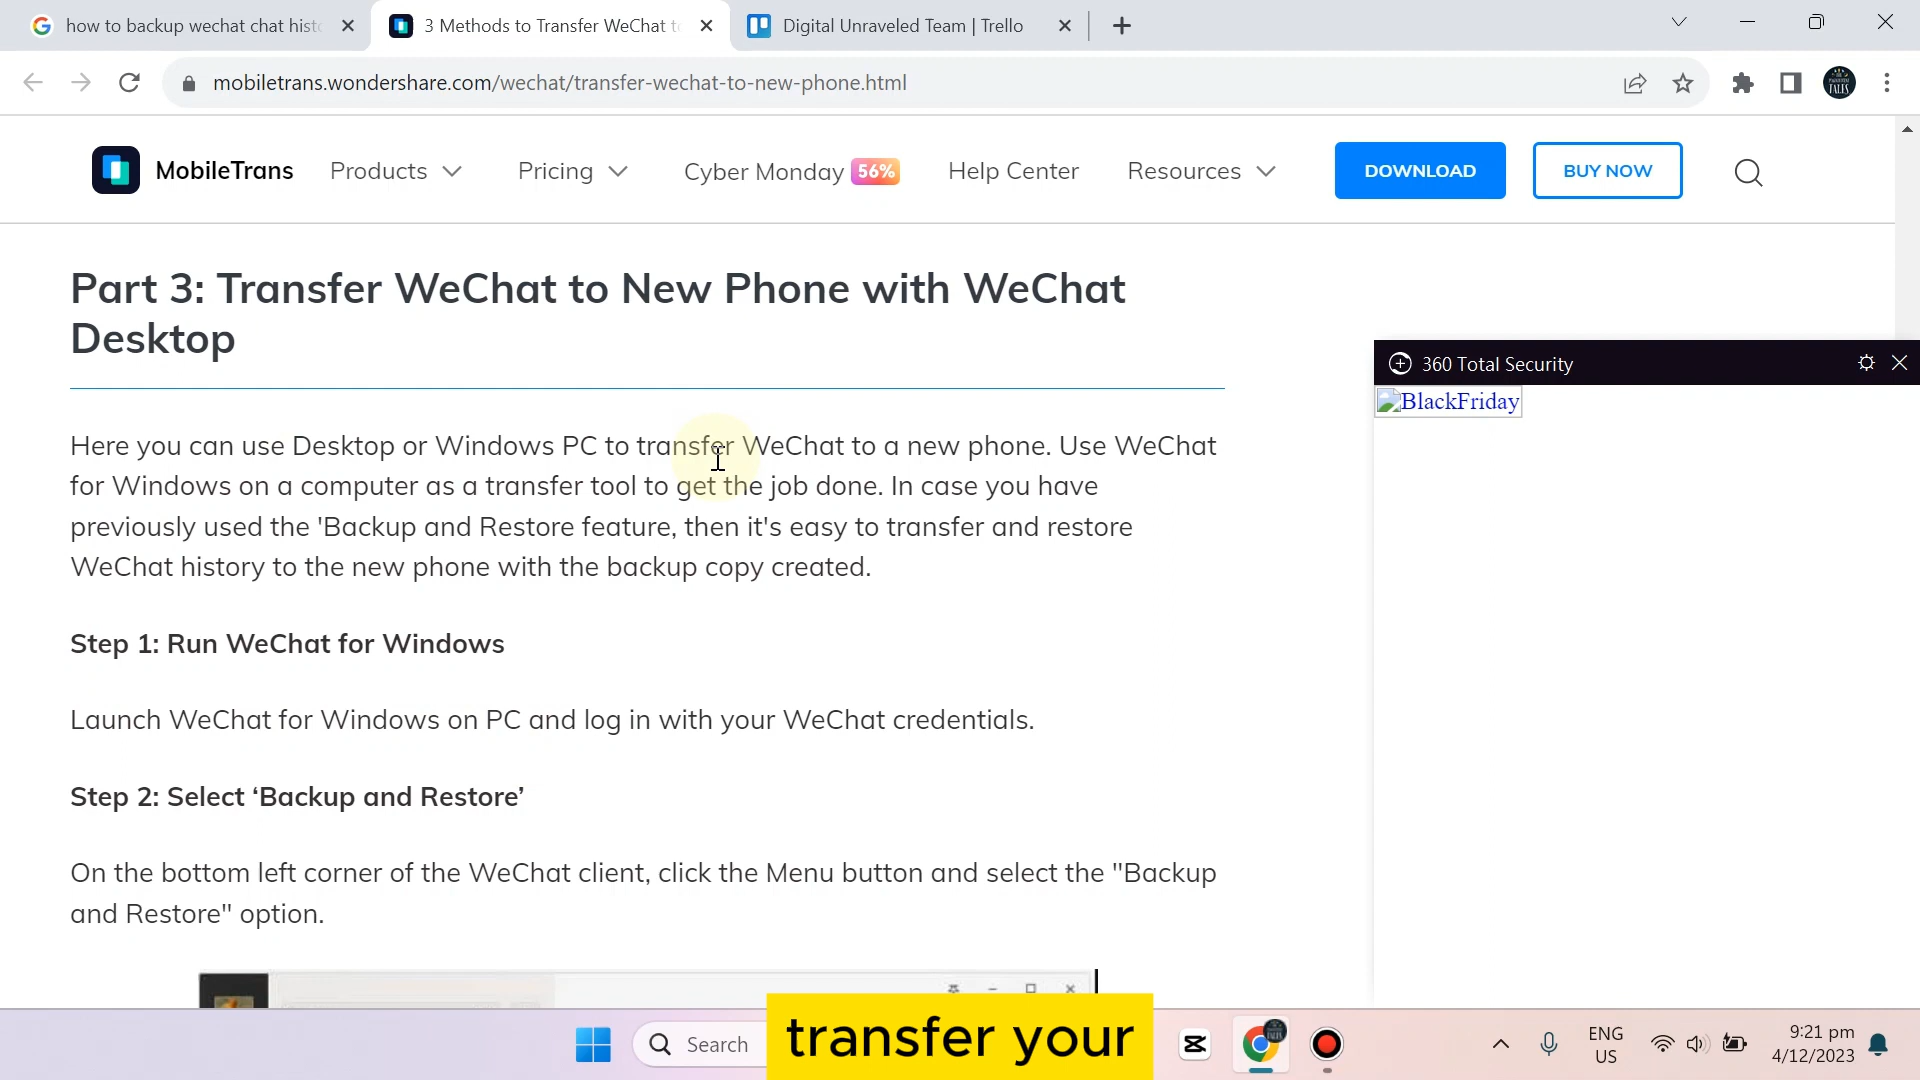 how to backup wechat chat histo
3 Methods to Transfer WeChat to
Digital Unraveled Team | Trello
mobiletrans.wondershare.com/wechat/transfer-wechat-to-new-phone.html
MobileTrans
Products
Pricing
Cyber Monday 56%
Help Center
Resources
DOWNLOAD
BUY NOW
Part 3: Transfer WeChat to New Phone with WeChat
Desktop
360 Total Security
BlackFriday
Here you can use Desktop or Windows PC to transfer WeChat to a new phone. Use WeChat
for Windows on a computer as a transfer tool to get the job done. In case you have
previously used the 'Backup and Restore feature, then it's easy to transfer and restore
WeChat history to the new phone with the backup copy created.
Step 1: Run WeChat for Windows
Launch WeChat for Windows on PC and log in with your WeChat credentials.
Step 2: Select ‘Backup and Restore’
On the bottom left corner of the WeChat client, click the Menu button and select the "Backup
and Restore" option.
Search
transfer your
ENG
US
9:21 pm
4/12/2023